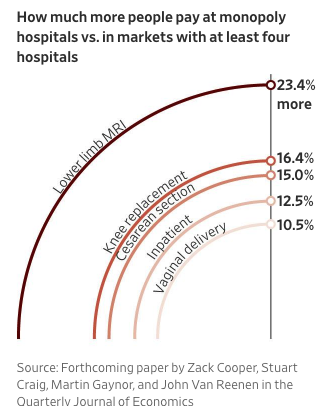 How much more people pay at monopoly
hospitals vs. in markets with at least four
hospitals
23.4%
more
Lower limb MRI
16.4%
Knee replacement
15.0%
Cesarean section
12.5%
Inpatient
10.5%
Vaginal delivery
Source: Forthcoming paper by Zack Cooper, Stuart
Craig, Martin Gaynor, and John Van Reenen in the
Quarterly Journal of Economics